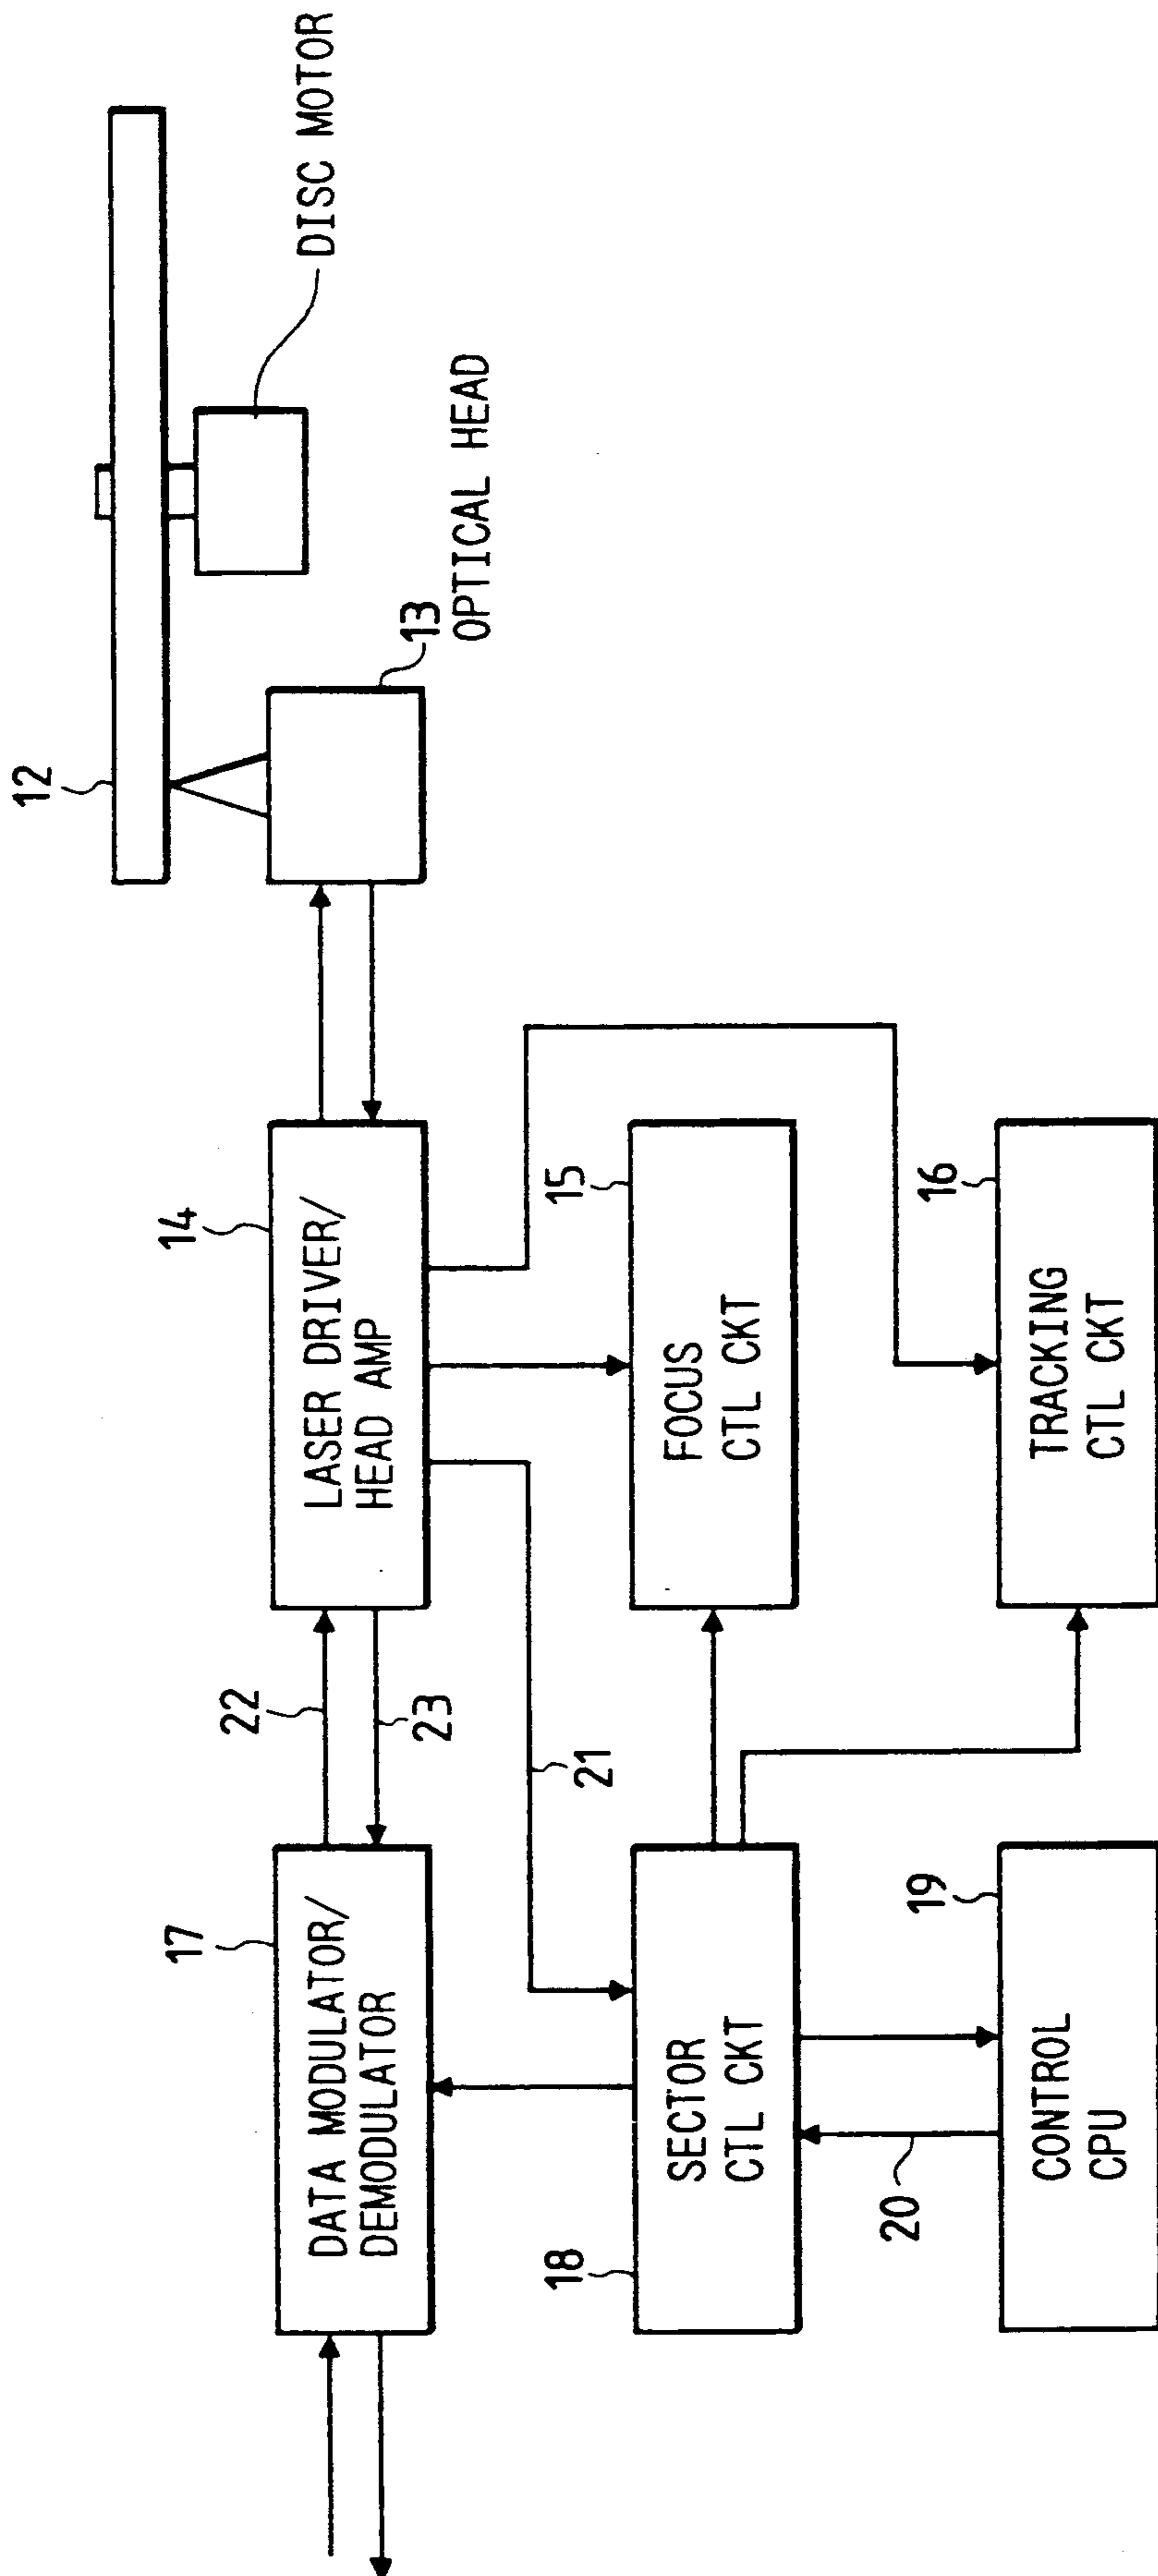 12
DISC MOTOR
13
OPTICAL HEAD
14
LASER DRIVER/
HEAD AMP
22
23
17
DATA MODULATOR/
DEMODULATOR
21
15
FOCUS
CTL CKT
18
SECTOR
CTL CKT
16
TRACKING
CTL CKT
20
19
CONTROL
CPU